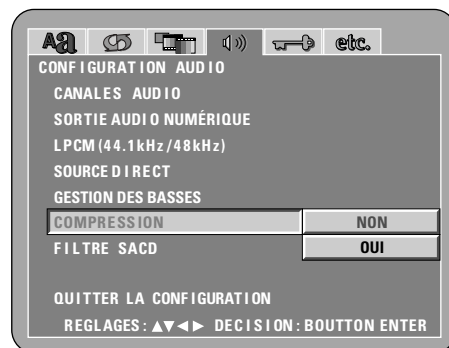 Aa etc.
CONFIGURATION AUDIO
CANALES AUDIO
SORTIE AUDIO NUMÉRIQUE
LPCM (44.1kHz/48kHz)
SOURCE DIRECT
GESTION DES BASSES
COMPRESSION NON
FILTRE SACD OUI
QUITTER LA CONFIGURATION
REGLAGES: ▲▼◄► DECISION: BOUTTON ENTER